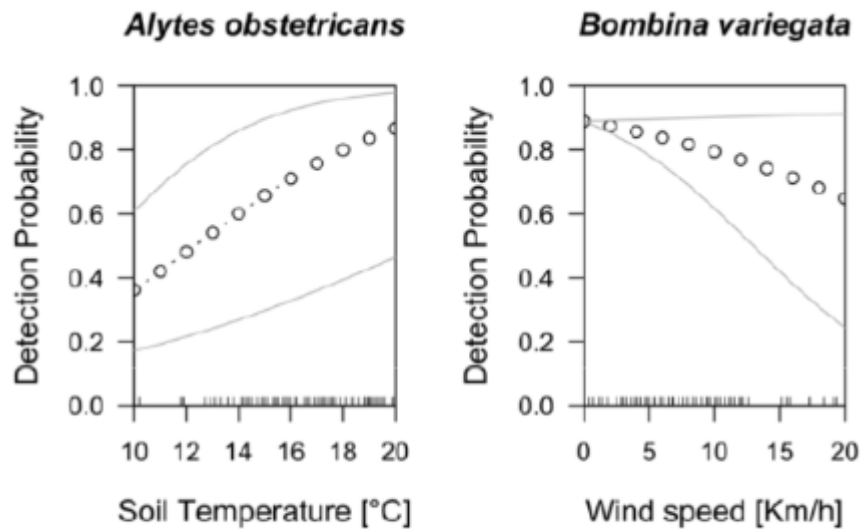 Alytes obstetricans
Detection Probability
1.0
0.8
0.6
0.4
0.2
0.0
10 12 14 16 18 20
Soil Temperature [°C]
Bombina variegata
Detection Probability
1.0
0.8
0.6
0.4
0.2
0.0
0 5 10 15 20
Wind speed [Km/h]